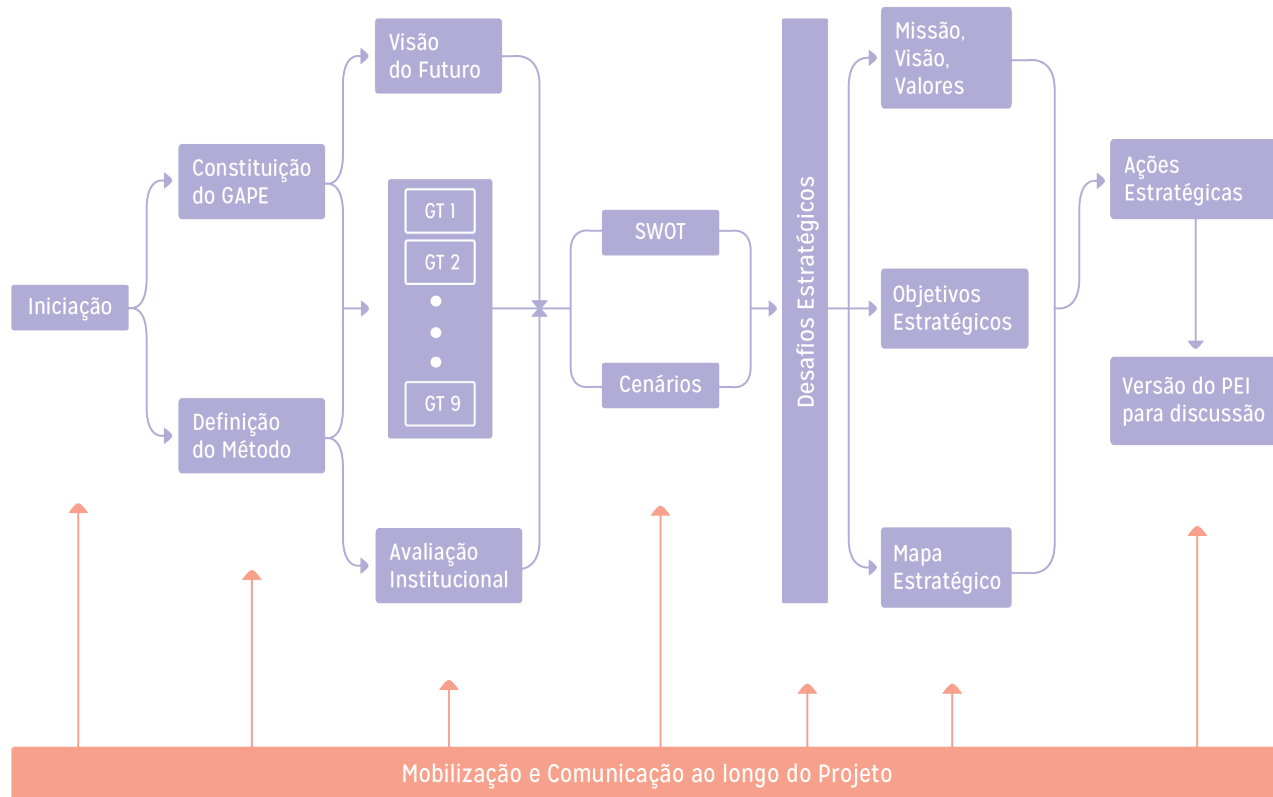 Iniciação
Constituição
do GAPE
Definição
do Método
Visão
do Futuro
GT 1
GT 2
GT 9
Avaliação
Institucional
SWOT
Cenários
Desafios Estratégicos
Missão,
Visão,
Valores
Objetivos
Estratégicos
Mapa
Estratégico
Ações
Estratégicas
Versão do PEI
para discussão
Mobilização e Comunicação ao longo do Projeto